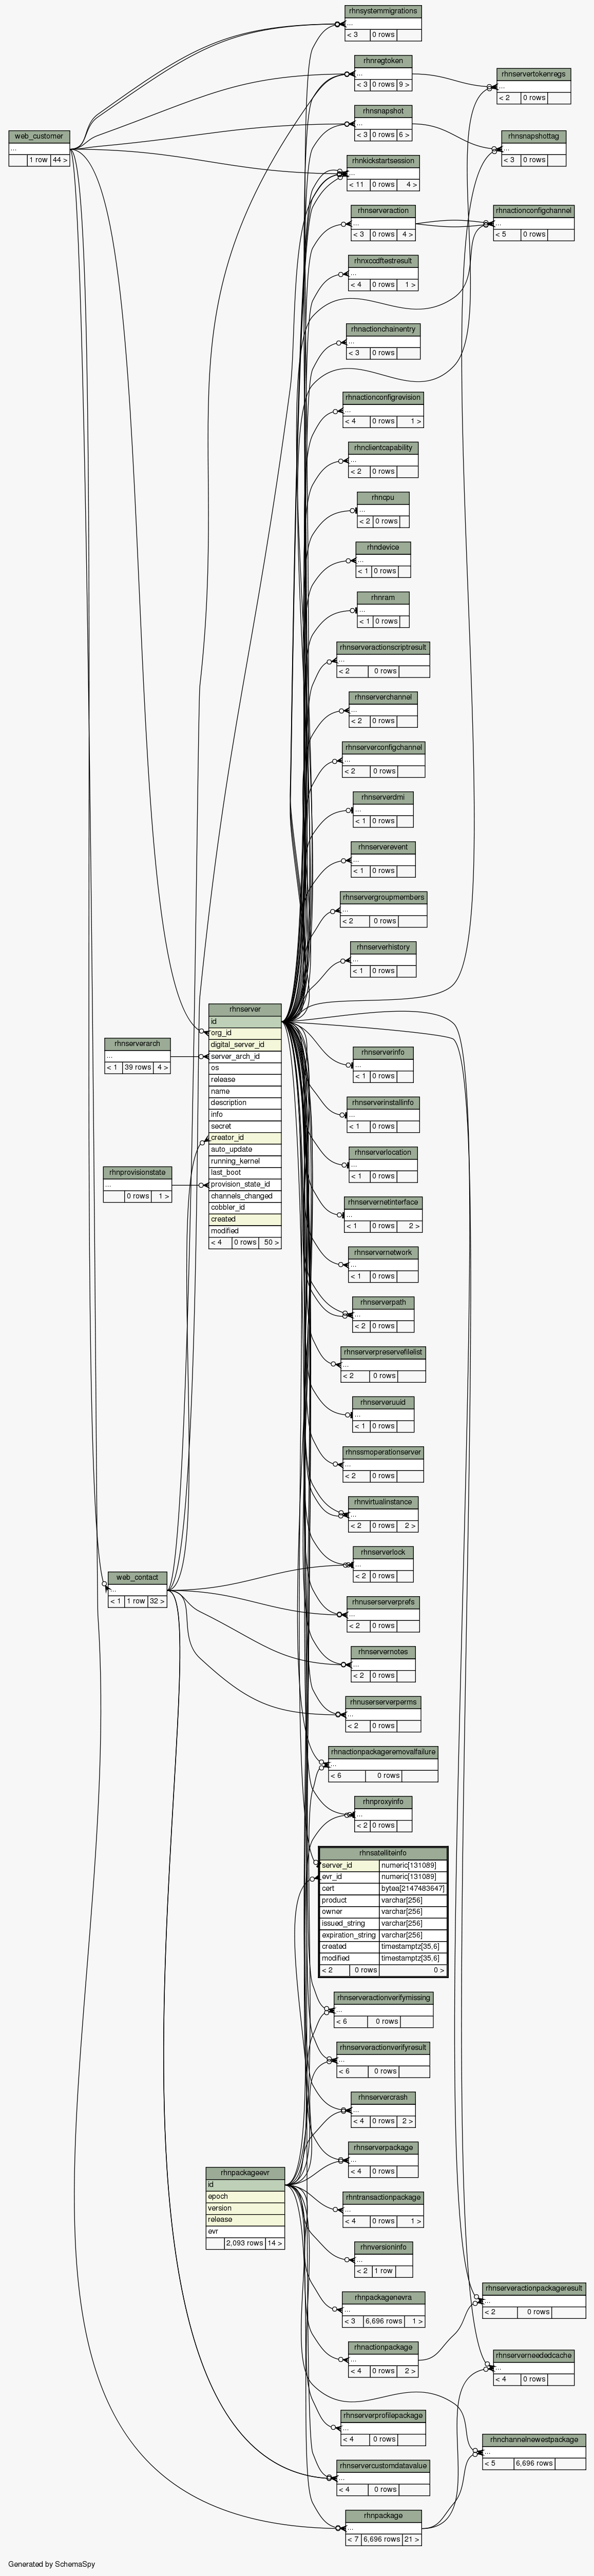 rhnsystemmigrations
...
< 3 0 rows
rhnregtoken
...
< 3 0 rows 9 >
rhnservertokenregs
...
< 2 0 rows
rhnsnapshot
...
< 3 0 rows 6 >
web_customer
...
1 row 44 >
rhnsnapshottag
...
< 3 0 rows
rhnkickstartsession
...
< 11 0 rows 4 >
rhnserveraction
...
< 3 0 rows 4 >
rhnactionconfigchannel
...
< 5 0 rows
rhnxccdftestresult
...
< 4 0 rows 1 >
rhnactionchainentry
...
< 3 0 rows
rhnactionconfigrevision
...
< 4 0 rows 1 >
rhnclientcapability
...
< 2 0 rows
rhncpu
...
< 2 0 rows
rhndevice
...
< 1 0 rows
rhnram
...
< 1 0 rows
rhnserveractionscriptresult
...
< 2 0 rows
rhnserverchannel
...
< 2 0 rows
rhnserverconfigchannel
...
< 2 0 rows
rhnserverdmi
...
< 1 0 rows
rhnserverevent
...
< 1 0 rows
rhnservergroupmembers
...
< 2 0 rows
rhnserverhistory
...
< 1 0 rows
rhnserver
id
org_id
digital_server_id
server_arch_id
os
release
name
description
info
secret
creator_id
auto_update
running_kernel
last_boot
provision_state_id
channels_changed
cobbler_id
created
modified
< 4 0 rows 50 >
rhnserverarch
...
< 1 39 rows 4 >
rhnprovisionstate
...
0 rows 1 >
rhnserverinfo
...
< 1 0 rows
rhnserverinstallinfo
...
< 1 0 rows
rhnserverlocation
...
< 1 0 rows
rhnservernetinterface
...
< 1 0 rows 2 >
rhnservernetwork
...
< 1 0 rows
rhnserverpath
...
< 2 0 rows
rhnserverpreservefilelist
...
< 2 0 rows
rhnserveruuid
...
< 1 0 rows
rhnssmoperationserver
...
< 2 0 rows
rhnvirtualinstance
...
< 2 0 rows 2 >
rhnserverlock
...
< 2 0 rows
web_contact
...
< 1 1 row 32 >
rhnuserserverprefs
...
< 2 0 rows
rhnservernotes
...
< 2 0 rows
rhnuserserverperms
...
< 2 0 rows
rhnactionpackageremovalfailure
...
< 6 0 rows
rhnproxyinfo
...
< 2 0 rows
rhnsatelliteinfo
server_id numeric[131089]
evr_id numeric[131089]
cert bytea[2147483647]
product varchar[256]
owner varchar[256]
issued_string varchar[256]
expiration_string varchar[256]
created timestamptz[35,6]
modified timestamptz[35,6]
< 2 0 rows 0 >
rhnserveractionverifymissing
...
< 6 0 rows
rhnserveractionverifyresult
...
< 6 0 rows
rhnservercrash
...
< 4 0 rows 2 >
rhnserverpackage
...
< 4 0 rows
rhnpackageevr
id
epoch
version
release
evr
2,093 rows 14 >
rhntransactionpackage
...
< 4 0 rows 1 >
rhnversioninfo
...
< 2 1 row
rhnpackagenevra
...
< 3 6,696 rows 1 >
rhnserveractionpackageresult
...
< 2 0 rows
rhnactionpackage
...
< 4 0 rows 2 >
rhnserverneededcache
...
< 4 0 rows
rhnserverprofilepackage
...
< 4 0 rows
rhnchannelnewestpackage
...
< 5 6,696 rows
rhnservercustomdatavalue
...
< 4 0 rows
rhnpackage
...
< 7 6,696 rows 21 >
Generated by SchemaSpy